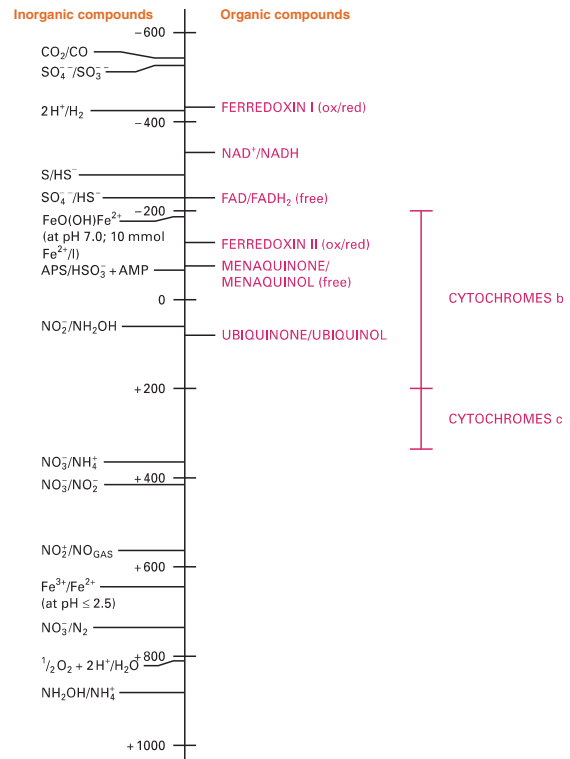 Inorganic compounds
Organic compounds
−600
CO₂/CO
SO₄⁻⁻/SO₃⁻⁻
2H⁺/H₂
FERREDOXIN I (ox/red)
−400
NAD⁺/NADH
S/HS⁻
SO₄⁻⁻/HS⁻
FAD/FADH₂ (free)
−200
FeO(OH)Fe²⁺
(at pH 7.0; 10 mmol
Fe²⁺/l)
FERREDOXIN II (ox/red)
APS/HSO₃⁻ + AMP
MENAQUINONE/
MENAQUINOL (free)
0
CYTOCHROMES b
NO₂⁻/NH₂OH
UBIQUINONE/UBIQUINOL
+200
CYTOCHROMES c
NO₃⁻/NH₄⁺
+400
NO₃⁻/NO₂⁻
NO₂⁺/NO_GAS
+600
Fe³⁺/Fe²⁺
(at pH ≤ 2.5)
NO₃⁻/N₂
+800
¹/₂O₂ + 2H⁺/H₂O
NH₂OH/NH₄⁺
+1000